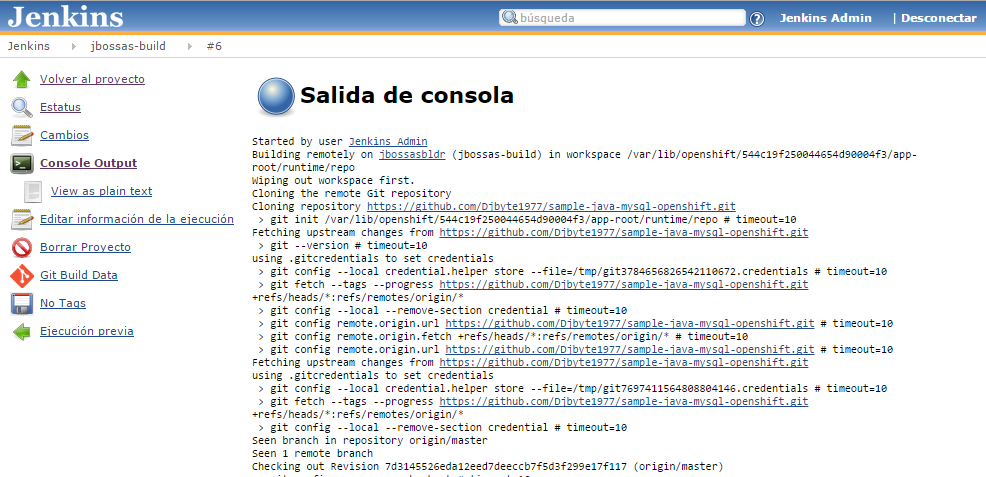 Jenkins
búsqueda
Jenkins Admin | Desconectar
Jenkins jbossas-build #6
Volver al proyecto
Estatus
Cambios
Console Output
View as plain text
Editar información de la ejecución
Borrar Proyecto
Git Build Data
No Tags
Ejecución previa
Salida de consola
Started by user Jenkins Admin
Building remotely on jbossasbldr (jbossas-build) in workspace /var/lib/openshift/544c19f250044654d90004f3/app-
root/runtime/repo
Wiping out workspace first.
Cloning the remote Git repository
Cloning repository https://github.com/Djbyte1977/sample-java-mysql-openshift.git
> git init /var/lib/openshift/544c19f250044654d90004f3/app-root/runtime/repo # timeout=10
Fetching upstream changes from https://github.com/Djbyte1977/sample-java-mysql-openshift.git
> git --version # timeout=10
using .gitcredentials to set credentials
> git config --local credential.helper store --file=/tmp/git3784656826542110672.credentials # timeout=10
> git fetch --tags --progress https://github.com/Djbyte1977/sample-java-mysql-openshift.git
+refs/heads/*:refs/remotes/origin/*
> git config --local --remove-section credential # timeout=10
> git config remote.origin.url https://github.com/Djbyte1977/sample-java-mysql-openshift.git # timeout=10
> git config remote.origin.fetch +refs/heads/*:refs/remotes/origin/* # timeout=10
> git config remote.origin.url https://github.com/Djbyte1977/sample-java-mysql-openshift.git # timeout=10
Fetching upstream changes from https://github.com/Djbyte1977/sample-java-mysql-openshift.git
using .gitcredentials to set credentials
> git config --local credential.helper store --file=/tmp/git7697411564808804146.credentials # timeout=10
> git fetch --tags --progress https://github.com/Djbyte1977/sample-java-mysql-openshift.git
+refs/heads/*:refs/remotes/origin/*
> git config --local --remove-section credential # timeout=10
Seen branch in repository origin/master
Seen 1 remote branch
Checking out Revision 7d3145526eda12eed7deeccb7f5d3f299e17f117 (origin/master)